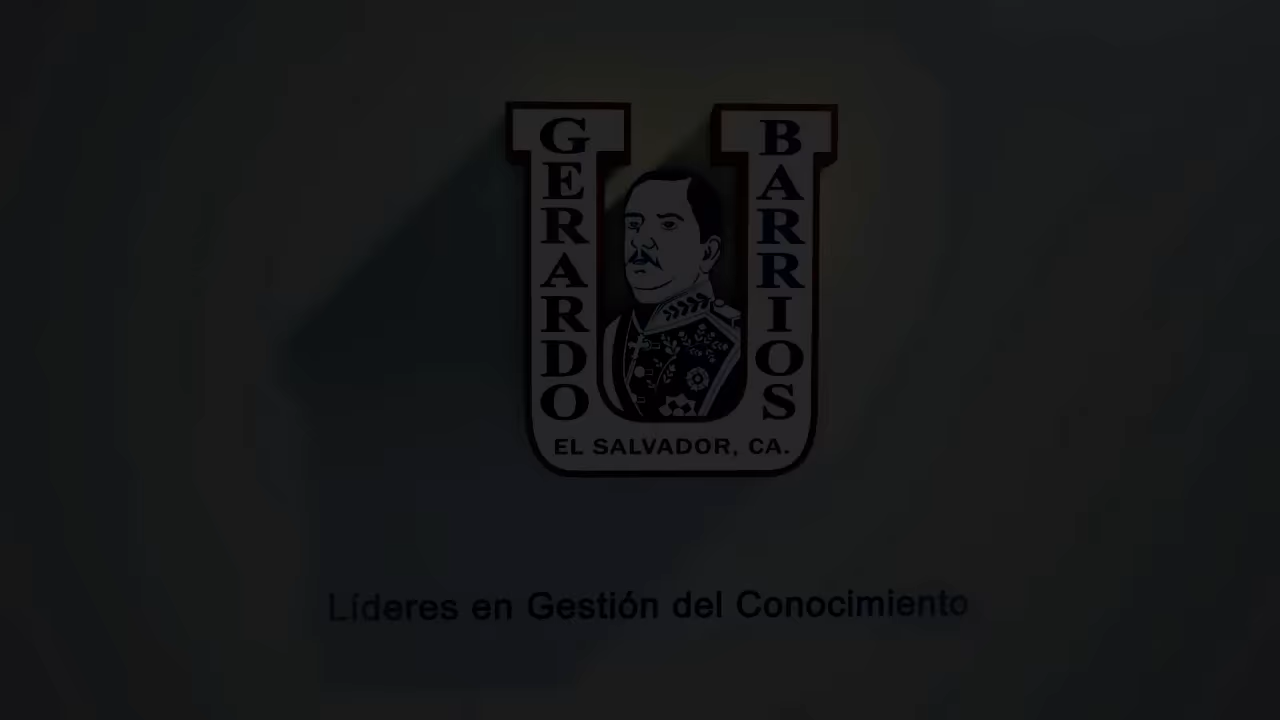 GERARDO
BARRIOS
EL SALVADOR, CA.
Líderes en Gestión del Conocimiento